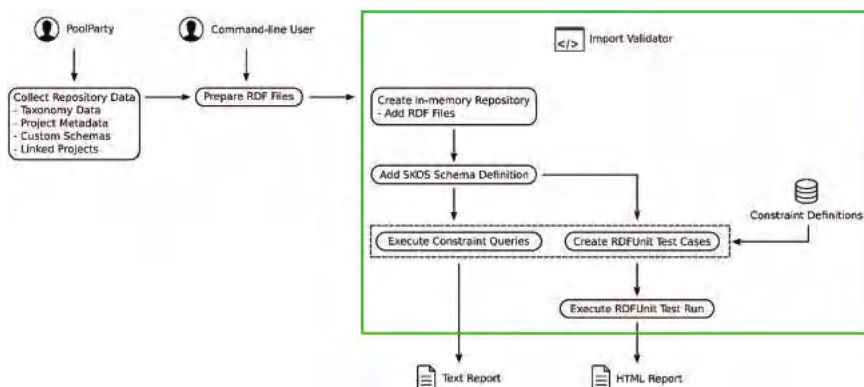 PoolParty
Command-line User
</>
Import Validator
Collect Repository Data
- Taxonomy Data
- Project Metadata
- Custom Schemas
- Linked Projects
Prepare RDF Files
Create In-memory Repository
- Add RDF Files
Add SKOS Schema Definition
Constraint Definitions
Execute Constraint Queries
Create RDFUnit Test Cases
Execute RDFUnit Test Run
Text Report
HTML Report